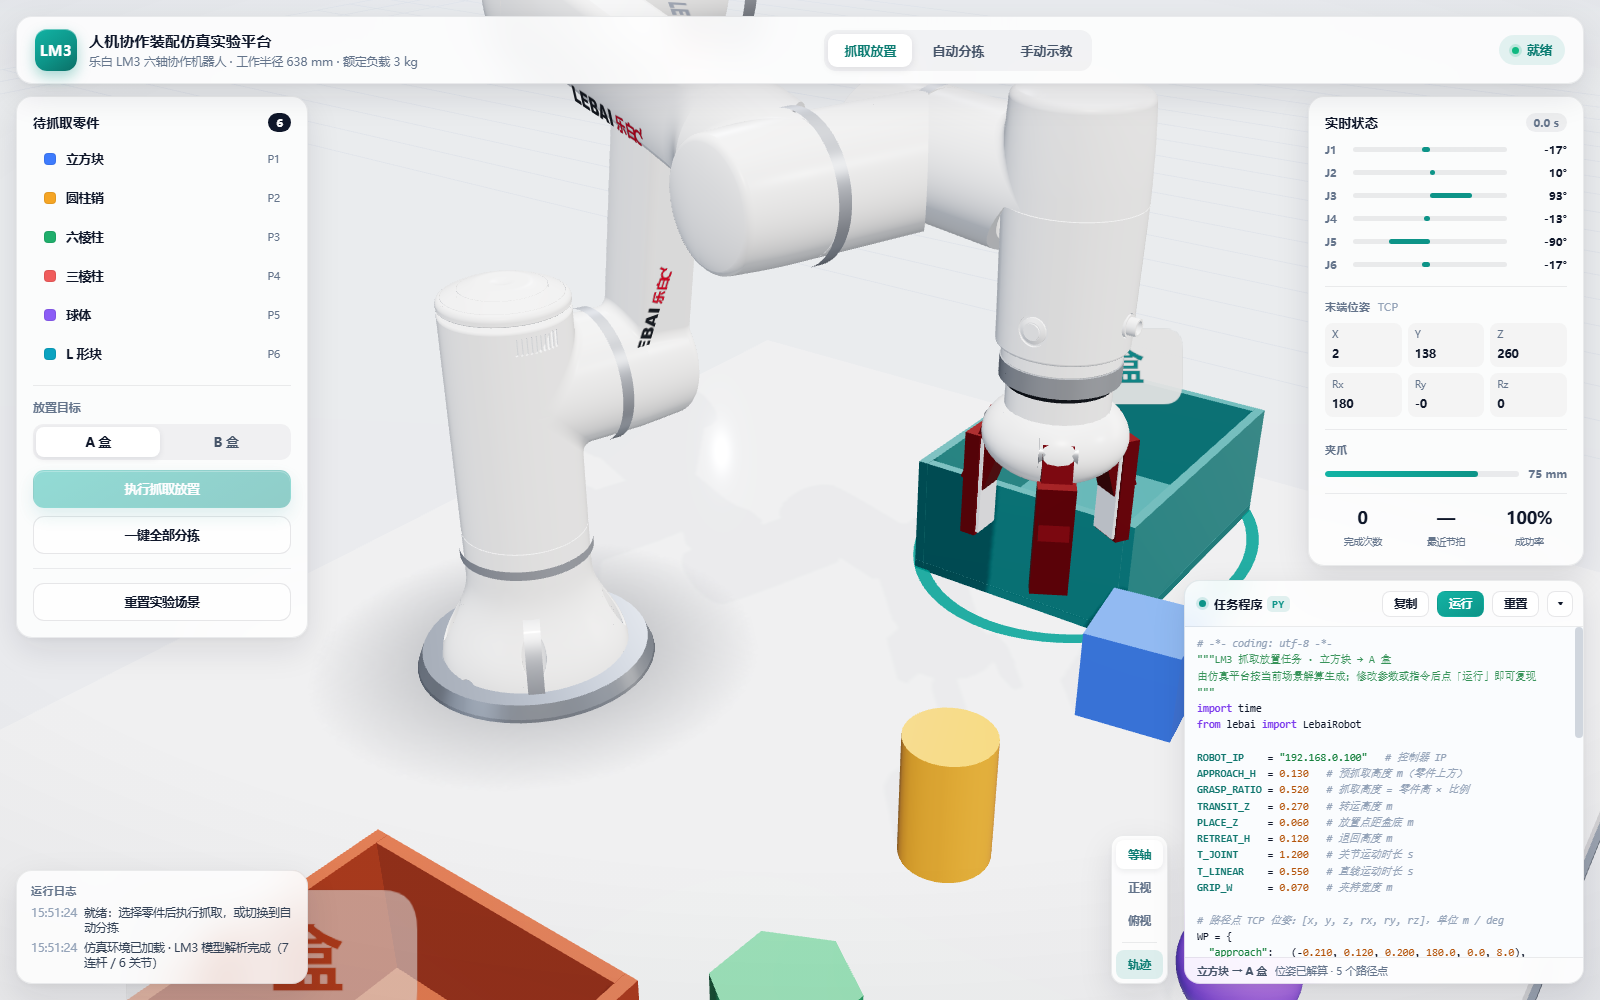 LM3
人机协作装配仿真实验平台
乐白 LM3 六轴协作机器人 · 工作半径 638 mm · 额定负载 3 kg
抓取放置
自动分拣
手动示教
就绪
待抓取零件
6
立方块 P1
圆柱销 P2
六棱柱 P3
三棱柱 P4
球体 P5
L 形块 P6
放置目标
A 盒
B 盒
执行抓取放置
一键全部分拣
重置实验场景
LEBAI 乐白
EBAI 乐白
盒
盒
实时状态
0.0 s
J1 -17°
J2 10°
J3 93°
J4 -13°
J5 -90°
J6 -17°
末端位姿 TCP
X Y Z
2 138 260
Rx Ry Rz
180 -0 0
夹爪
75 mm
0 — 100%
完成次数 最近节拍 成功率
任务程序 PY
复制
运行
重置
# -*- coding: utf-8 -*-
"""LM3 抓取放置任务 · 立方块 → A 盒
由仿真平台按当前场景解算生成；修改参数或指令后点「运行」即可复现
"""
import time
from lebai import LebaiRobot
ROBOT_IP = "192.168.0.100" # 控制器 IP
APPROACH_H = 0.130 # 预抓取高度 m（零件上方）
GRASP_RATIO = 0.520 # 抓取高度 = 零件高 × 比例
TRANSIT_Z = 0.270 # 转运高度 m
PLACE_Z = 0.060 # 放置点距盒底 m
RETREAT_H = 0.120 # 退回高度 m
T_JOINT = 1.200 # 关节运动时长 s
T_LINEAR = 0.550 # 直线运动时长 s
GRIP_W = 0.070 # 夹持宽度 m
# 路径点 TCP 位姿：[x, y, z, rx, ry, rz]，单位 m / deg
WP = {
"approach": (-0.210, 0.120, 0.200, 180.0, 0.0, 8.0),
立方块 → A 盒 位姿已解算 · 5 个路径点
等轴
正视
俯视
轨迹
运行日志
15:51:24 就绪：选择零件后执行抓取，或切换到自
动分拣
15:51:24 仿真环境已加载 · LM3 模型解析完成（7
连杆 / 6 关节）